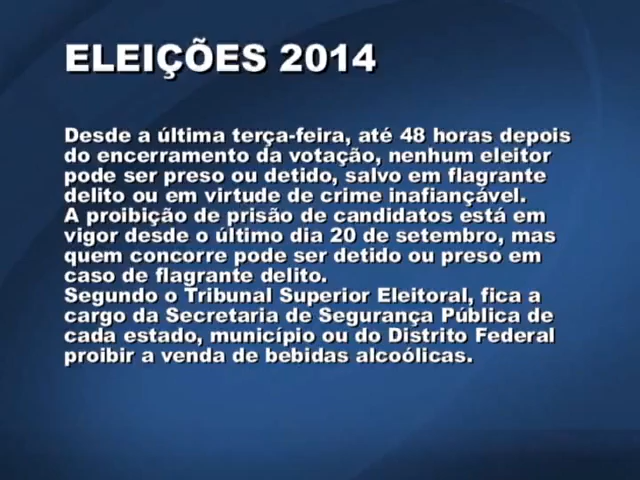 ELEIÇÕES 2014
Desde a última terça-feira, até 48 horas depois
do encerramento da votação, nenhum eleitor
pode ser preso ou detido, salvo em flagrante
delito ou em virtude de crime inafiançável.
A proibição de prisão de candidatos está em
vigor desde o último dia 20 de setembro, mas
quem concorre pode ser detido ou preso em
caso de flagrante delito.
Segundo o Tribunal Superior Eleitoral, fica a
cargo da Secretaria de Segurança Pública de
cada estado, município ou do Distrito Federal
proibir a venda de bebidas alcoólicas.